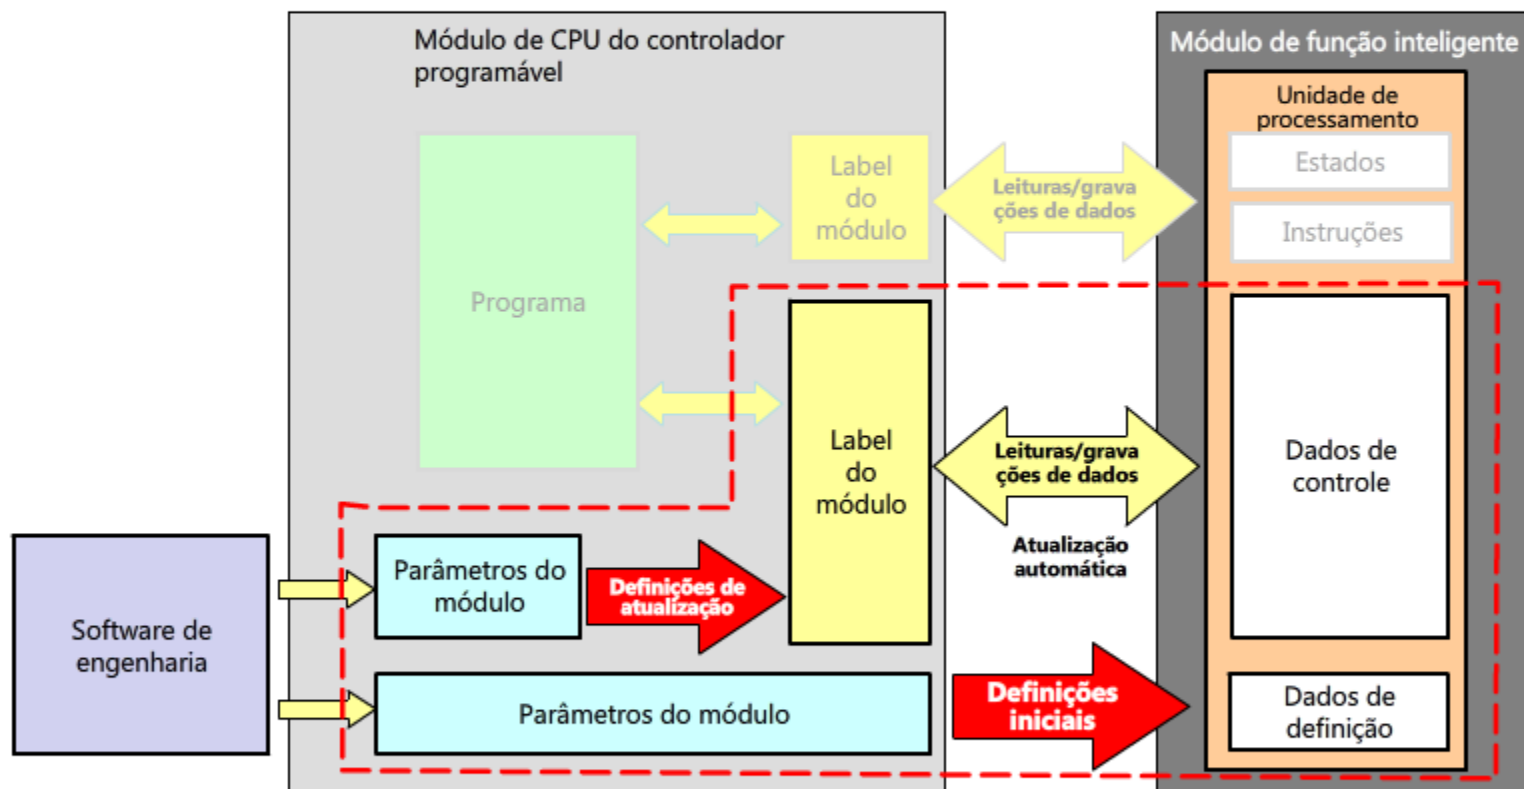 Módulo de CPU do controlador
programável
Módulo de função inteligente
Unidade de
processamento
Estados
Instruções
Label
do
módulo
Leituras/grava
ções de dados
Programa
Label
do
módulo
Leituras/grava
ções de dados
Atualização
automática
Dados de
controle
Software de
engenharia
Parâmetros do
módulo
Definições de
atualização
Parâmetros do módulo
Definições
iniciais
Dados de
definição